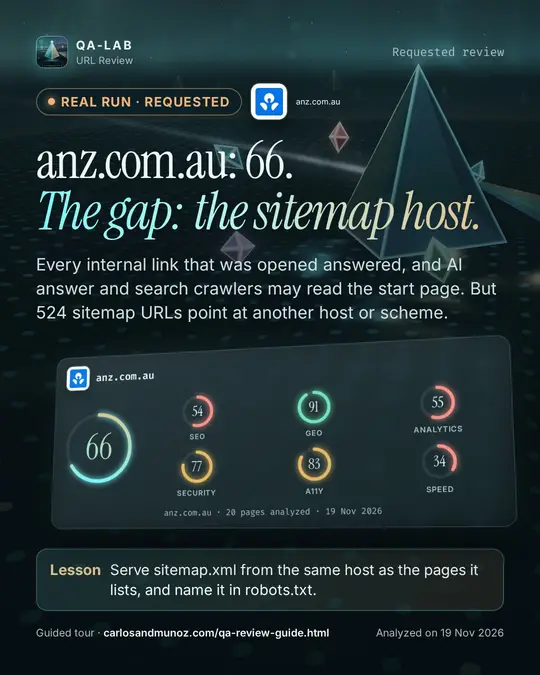 QA-LAB
URL Review
Requested review
REAL RUN · REQUESTED
anz.com.au
anz.com.au: 66.
The gap: the sitemap host.
Every internal link that was opened answered, and AI
answer and search crawlers may read the start page. But
524 sitemap URLs point at another host or scheme.
anz.com.au
66
54
SEO
91
GEO
55
ANALYTICS
77
SECURITY
83
A11Y
34
SPEED
anz.com.au · 20 pages analyzed · 19 Nov 2026
Lesson Serve sitemap.xml from the same host as the pages it
lists, and name it in robots.txt.
Guided tour · carlosandmunoz.com/qa-review-guide.html
Analyzed on 19 Nov 2026